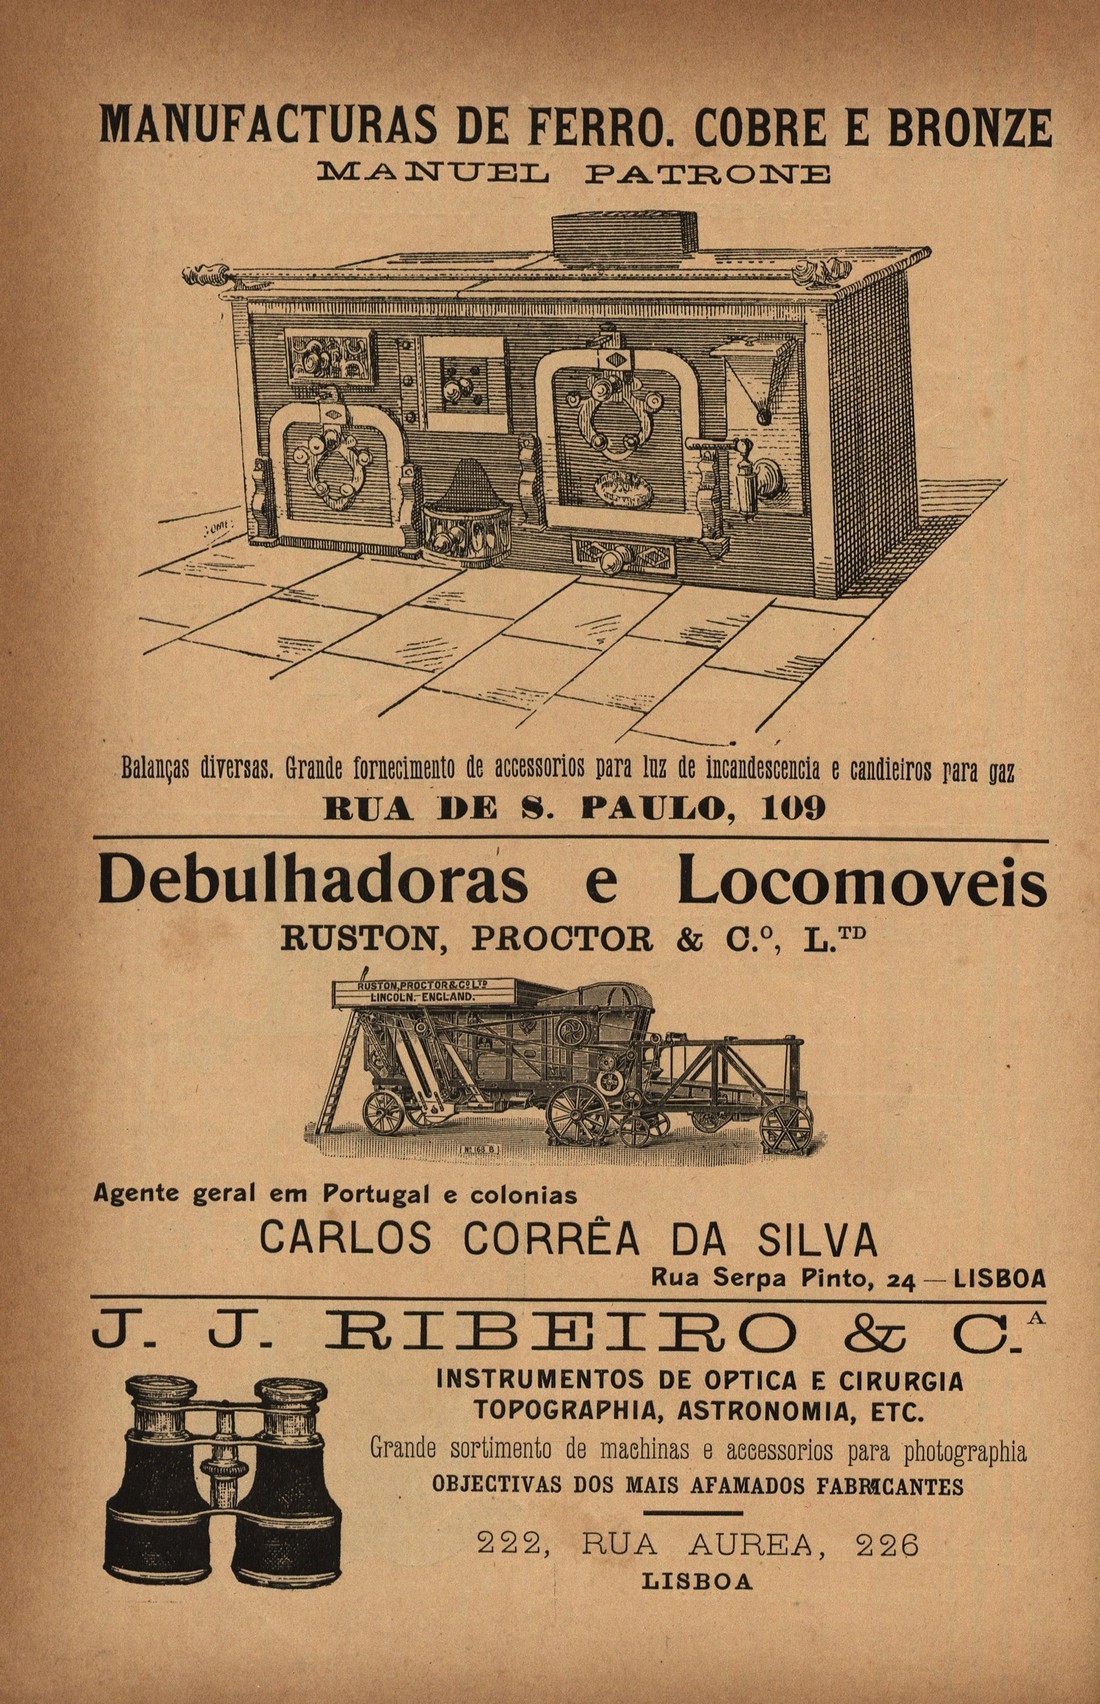 MANUFACTURAS DE FERRO. COBRE E BRONZE
MANUEL PATRONE
Balanças diversas. Grande fornecimento de accessorios para luz de incandescencia e candieiros para gaz
RUA DE S. PAULO, 109
Debulhadoras e Locomoveis
RUSTON, PROCTOR & C.º, L.TD
RUSTON, PROCTOR & Cº LTD
LINCOLN. ENGLAND.
Nº 168 B
Agente geral em Portugal e colonias
CARLOS CORRÊA DA SILVA
Rua Serpa Pinto, 24 — LISBOA
J. J. RIBEIRO & C.A
INSTRUMENTOS DE OPTICA E CIRURGIA
TOPOGRAPHIA, ASTRONOMIA, ETC.
Grande sortimento de machinas e accessorios para photographia
OBJECTIVAS DOS MAIS AFAMADOS FABRICANTES
222, RUA AUREA, 226
LISBOA